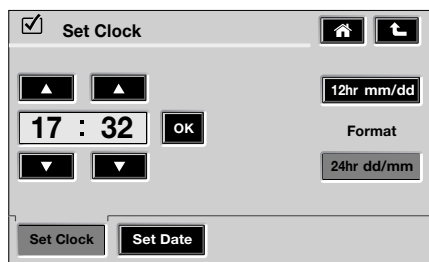 Set Clock
12hr mm/dd
17 : 32 OK
Format
24hr dd/mm
Set Clock Set Date